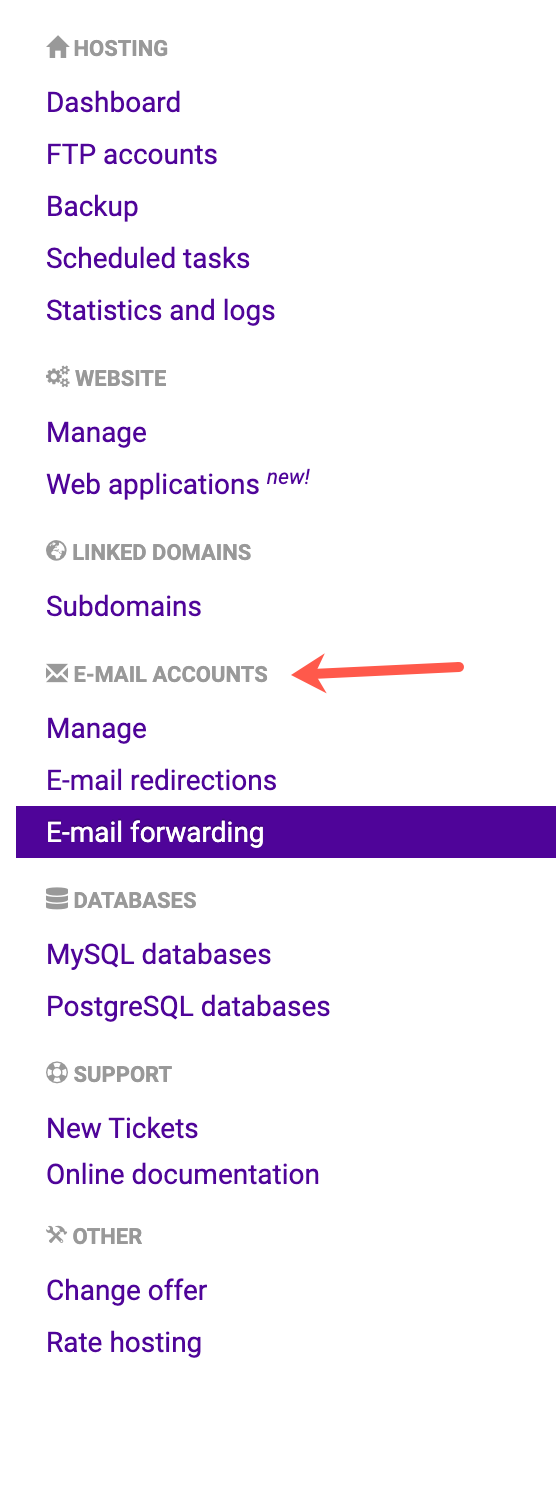 HOSTING
Dashboard
FTP accounts
Backup
Scheduled tasks
Statistics and logs
WEBSITE
Manage
Web applications new!
LINKED DOMAINS
Subdomains
E-MAIL ACCOUNTS
Manage
E-mail redirections
E-mail forwarding
DATABASES
MySQL databases
PostgreSQL databases
SUPPORT
New Tickets
Online documentation
OTHER
Change offer
Rate hosting